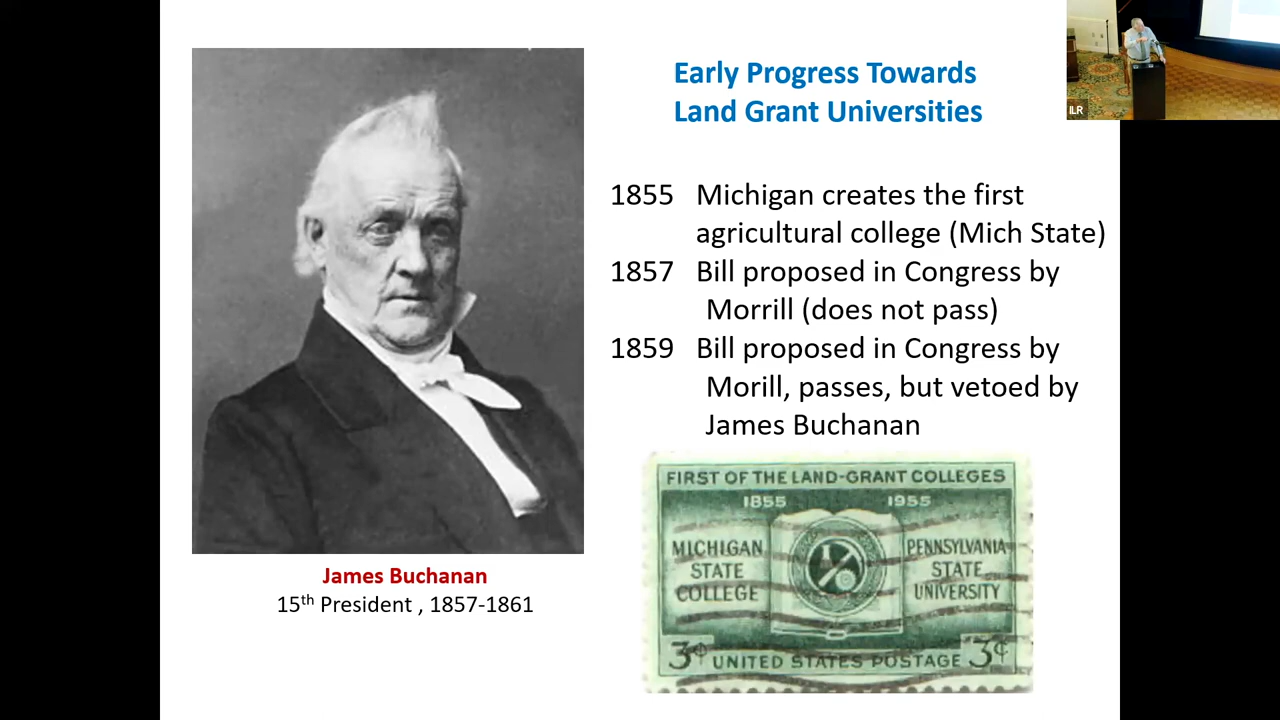 Early Progress Towards
Land Grant Universities
ILR
1855 Michigan creates the first
agricultural college (Mich State)
1857 Bill proposed in Congress by
Morrill (does not pass)
1859 Bill proposed in Congress by
Morill, passes, but vetoed by
James Buchanan
FIRST OF THE LAND-GRANT COLLEGES
1855 1955
MICHIGAN
STATE
COLLEGE
PENNSYLVANIA
STATE
UNIVERSITY
3¢ UNITED STATES POSTAGE 3¢
James Buchanan
15th President , 1857-1861